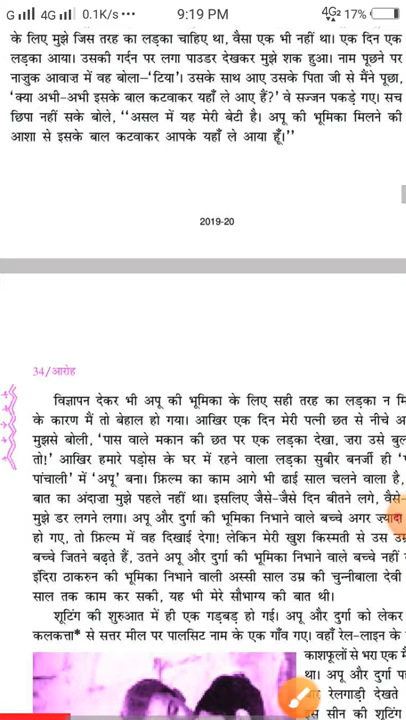 G 4G 0.1K/s ••• 9:19 PM 4G2 17%
के लिए मुझे जिस तरह का लड़का चाहिए था, वैसा एक भी नहीं था। एक दिन एक
लड़का आया। उसकी गर्दन पर लगा पाउडर देखकर मुझे शक हुआ। नाम पूछने पर
नाजुक आवाज़ में वह बोला–‘टिया’। उसके साथ आए उसके पिता जी से मैंने पूछा,
‘क्या अभी-अभी इसके बाल कटवाकर यहाँ ले आए हैं?’ वे सज्जन पकड़े गए। सच
छिपा नहीं सके बोले, ‘‘असल में यह मेरी बेटी है। अपू की भूमिका मिलने की
आशा से इसके बाल कटवाकर आपके यहाँ ले आया हूँ।’’
2019-20
34/आरोह
विज्ञापन देकर भी अपू की भूमिका के लिए सही तरह का लड़का न मि
के कारण मैं तो बेहाल हो गया। आखिर एक दिन मेरी पत्नी छत से नीचे अ
मुझसे बोली, ‘पास वाले मकान की छत पर एक लड़का देखा, ज़रा उसे बुल
तो!’ आखिर हमारे पड़ोस के घर में रहने वाला लड़का सुबीर बनर्जी ही ‘प
पांचाली’ में ‘अपू’ बना। फ़िल्म का काम आगे भी ढाई साल चलने वाला है,
बात का अंदाज़ा मुझे पहले नहीं था। इसलिए जैसे-जैसे दिन बीतने लगे, वैसे-
मुझे डर लगने लगा। अपू और दुर्गा की भूमिका निभाने वाले बच्चे अगर ज्यादा
हो गए, तो फ़िल्म में वह दिखाई देगा! लेकिन मेरी खुश किस्मती से उस उम्र
बच्चे जितने बढ़ते हैं, उतने अपू और दुर्गा की भूमिका निभाने वाले बच्चे नहीं
इंदिरा ठाकरुन की भूमिका निभाने वाली अस्सी साल उम्र की चुन्नीबाला देवी
साल तक काम कर सकी, यह भी मेरे सौभाग्य की बात थी।
शूटिंग की शुरुआत में ही एक गड़बड़ हो गई। अपू और दुर्गा को लेकर
कलकत्ता* से सत्तर मील पर पालसिट नाम के एक गाँव गए। वहाँ रेल-लाइन के
काशफूलों से भरा एक मै
था। अपू और दुर्गा प
रेलगाड़ी देखते
इस सीन की शूटिंग